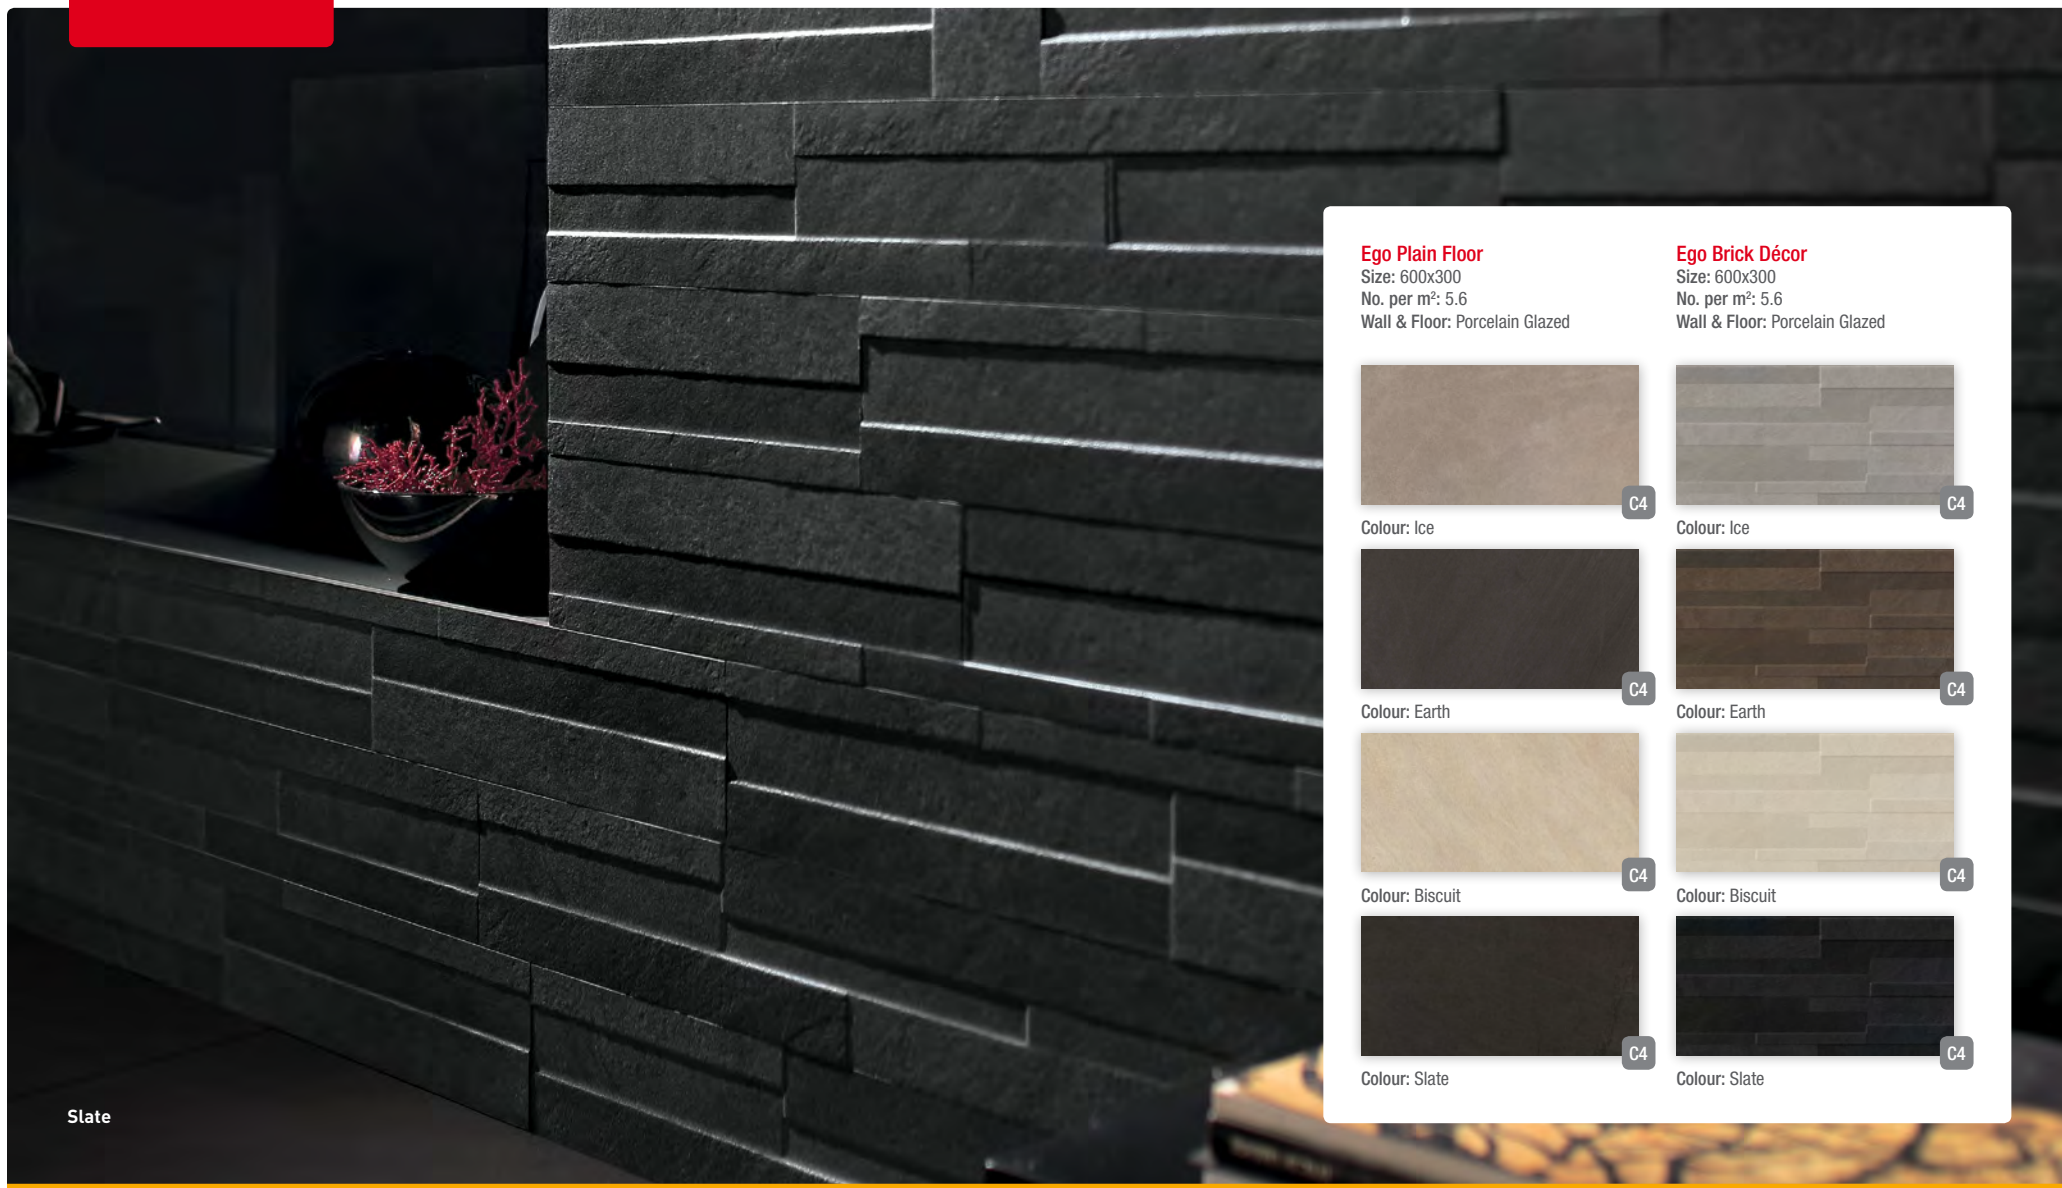 Ego Plain Floor
Size: 600x300
No. per m²: 5.6
Wall & Floor: Porcelain Glazed
C4
Colour: Ice
C4
Colour: Earth
C4
Colour: Biscuit
C4
Colour: Slate
Ego Brick Décor
Size: 600x300
No. per m²: 5.6
Wall & Floor: Porcelain Glazed
C4
Colour: Ice
C4
Colour: Earth
C4
Colour: Biscuit
C4
Colour: Slate
Slate